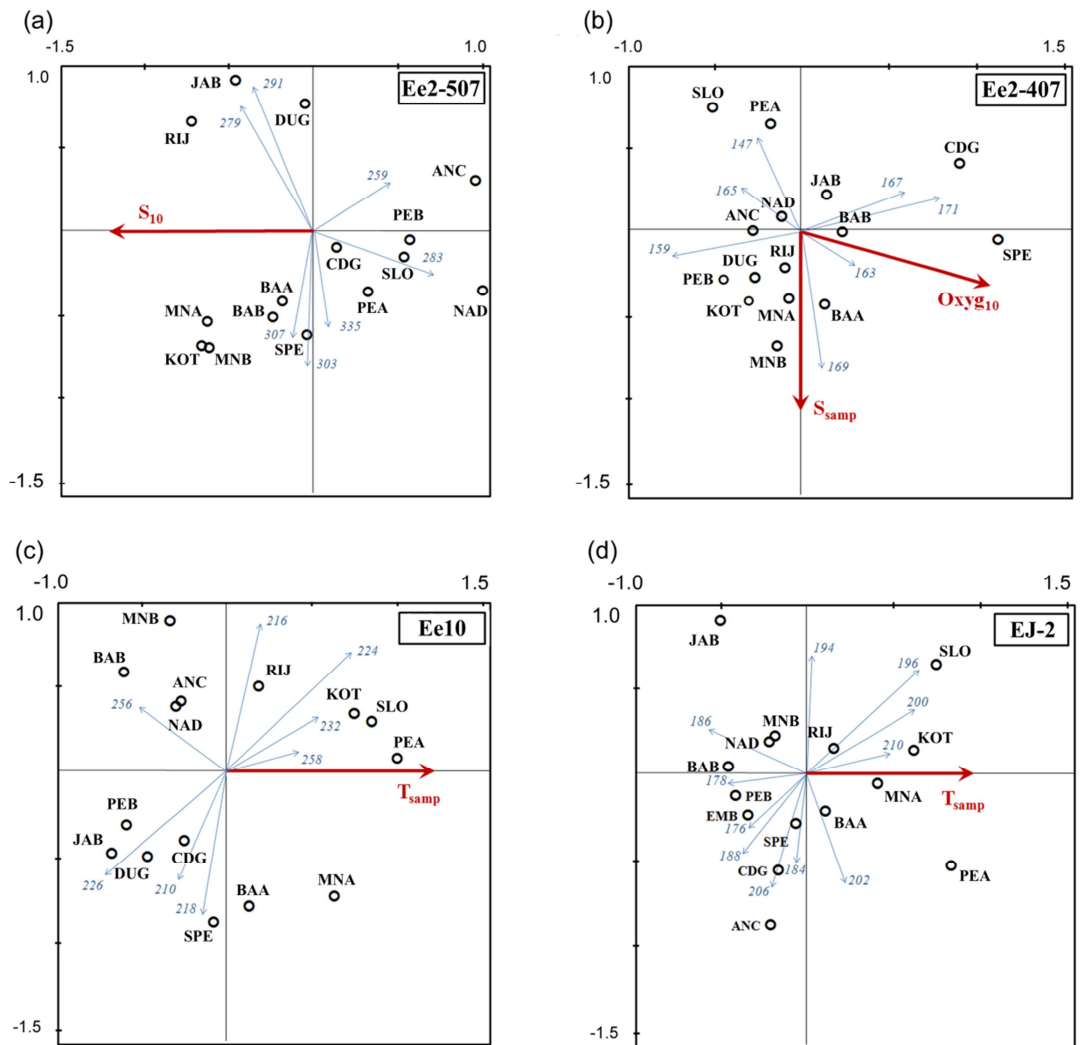 (a)
-1.5 1.0
1.0
Ee2-507
JAB
291
DUG
279
RIJ
259
ANC
S10
PEB
CDG
283
SLO
BAA
PEA
NAD
MNA
BAB
335
307
SPE
KOT
MNB
303
-1.5
(b)
-1.0 1.5
1.0
Ee2-407
SLO
PEA
147
CDG
165
JAB
167
NAD
171
ANC
BAB
159
RIJ
SPE
DUG
163
PEB
Oxyg10
KOT
MNA
BAA
MNB
169
Ssamp
-1.5
(c)
-1.0 1.5
1.0
Ee10
MNB
216
224
BAB
RIJ
ANC
KOT
SLO
256
NAD
232
PEA
258
Tsamp
PEB
JAB
CDG
DUG
226
210
BAA
MNA
218
SPE
-1.5
(d)
-1.0 1.5
1.0
EJ-2
JAB
194
SLO
196
200
186
MNB
RIJ
KOT
NAD
210
BAB
178
MNA
Tsamp
PEB
EMB
BAA
176
SPE
188
CDG
184
PEA
206
202
ANC
-1.5